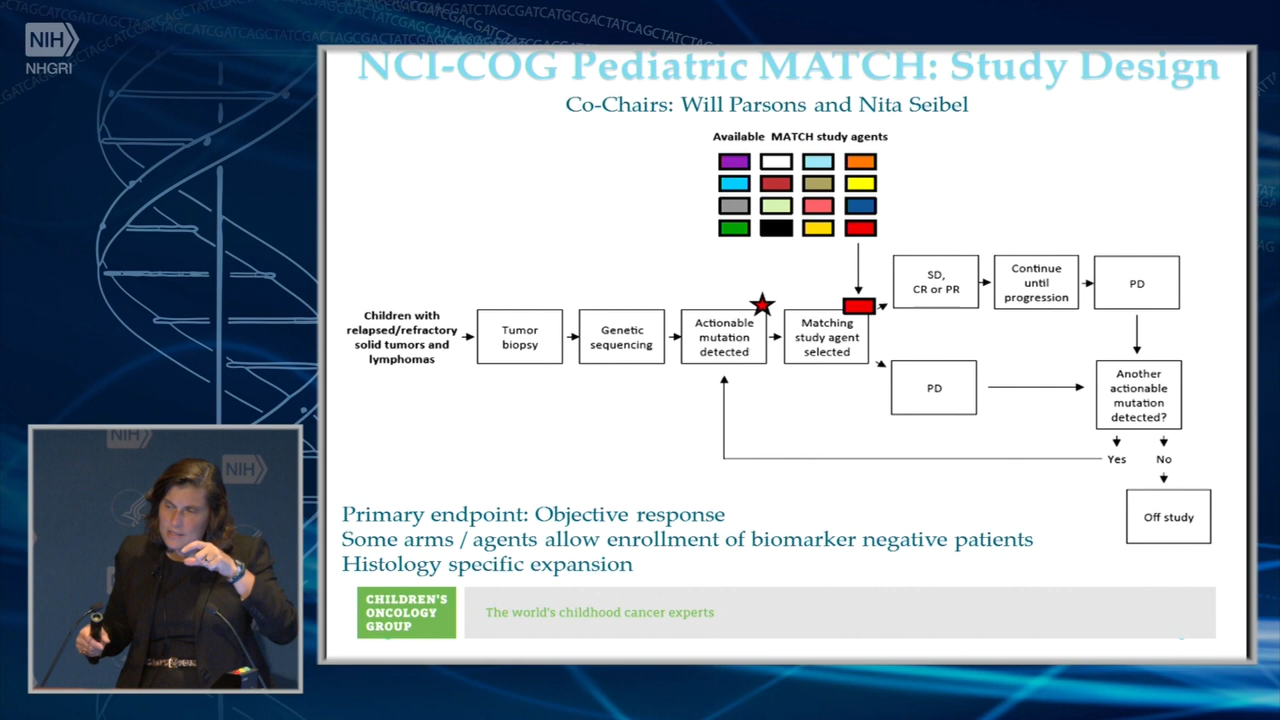 NIH
NHGRI
NCI-COG Pediatric MATCH: Study Design
Co-Chairs: Will Parsons and Nita Seibel
Available MATCH study agents
Children with
relapsed/refractory
solid tumors and
lymphomas
Tumor
biopsy
Genetic
sequencing
Actionable
mutation
detected
Matching
study agent
selected
SD,
CR or PR
Continue
until
progression
PD
PD
Another
actionable
mutation
detected?
Yes
No
Off study
Primary endpoint: Objective response
Some arms / agents allow enrollment of biomarker negative patients
Histology specific expansion
CHILDREN'S
ONCOLOGY
GROUP
The world's childhood cancer experts
NIH
NIH